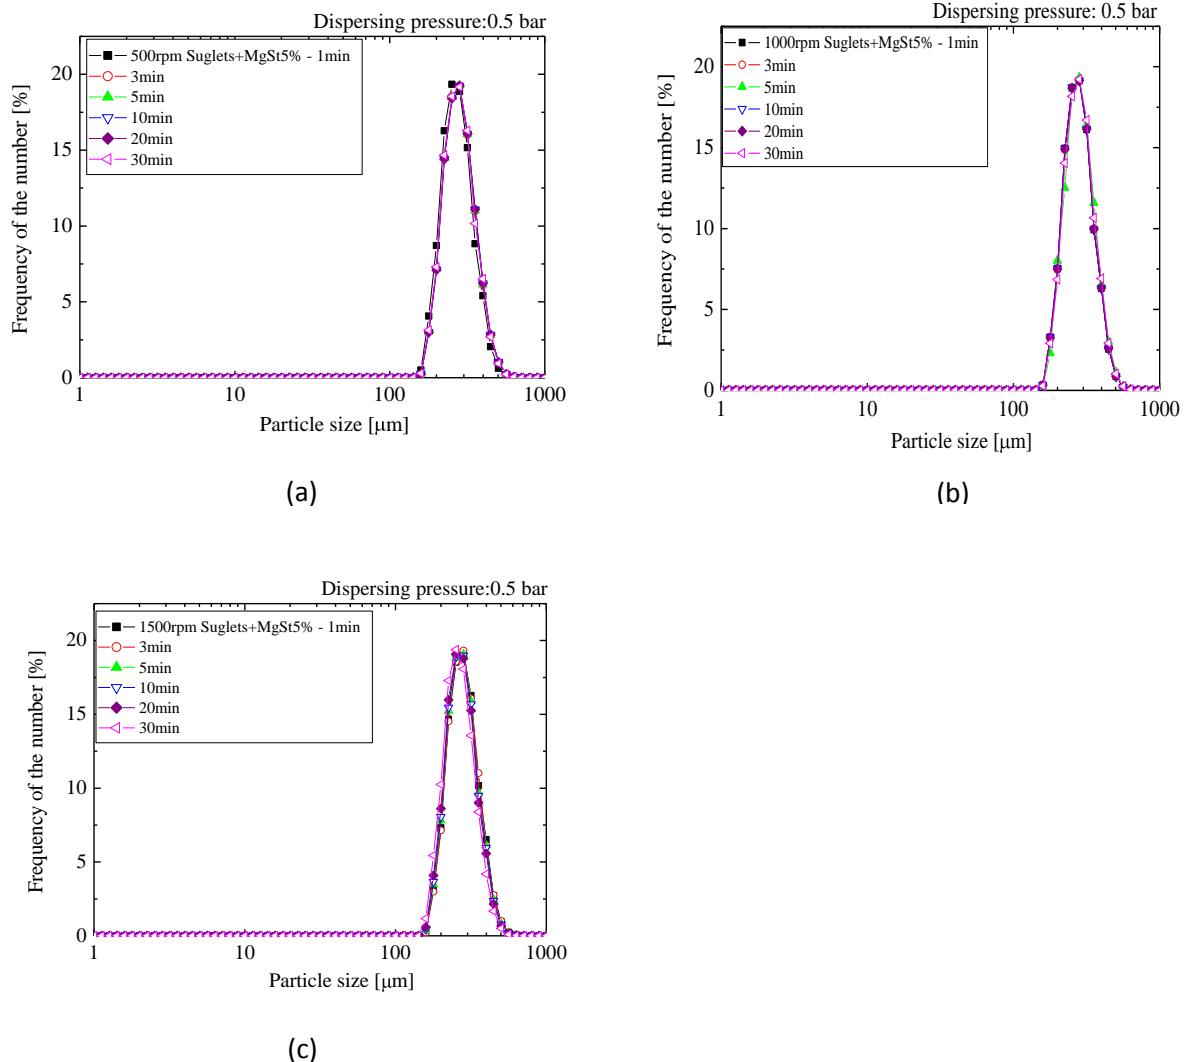 Dispersing pressure:0.5 bar
500rpm Suglets+MgSt5% - 1min
3min
5min
10min
20min
30min
Frequency of the number [%]
20
15
10
5
0
1
10
100
1000
Particle size [μm]
(a)
Dispersing pressure: 0.5 bar
1000rpm Suglets+MgSt5% - 1min
3min
5min
10min
20min
30min
Frequency of the number [%]
20
15
10
5
0
1
10
100
1000
Particle size [μm]
(b)
Dispersing pressure:0.5 bar
1500rpm Suglets+MgSt5% - 1min
3min
5min
10min
20min
30min
Frequency of the number [%]
20
15
10
5
0
1
10
100
1000
Particle size [μm]
(c)